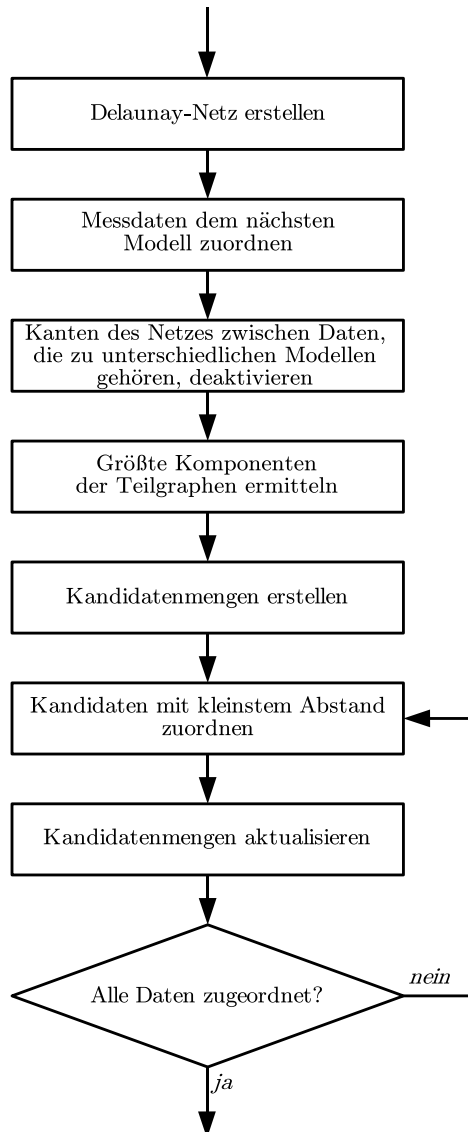 Delaunay-Netz erstellen
Messdaten dem nächsten
Modell zuordnen
Kanten des Netzes zwischen Daten,
die zu unterschiedlichen Modellen
gehören, deaktivieren
Größte Komponenten
der Teilgraphen ermitteln
Kandidatenmengen erstellen
Kandidaten mit kleinstem Abstand
zuordnen
Kandidatenmengen aktualisieren
Alle Daten zugeordnet?
nein
ja